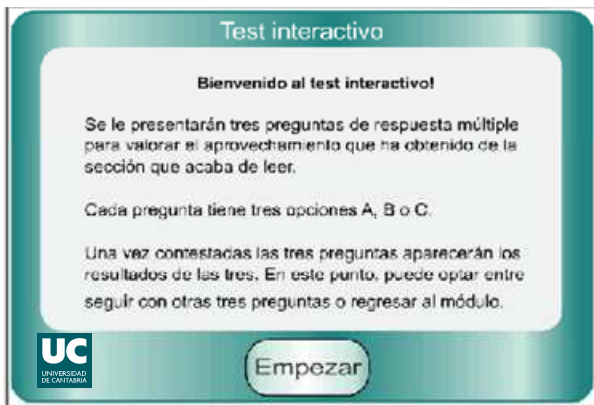 Test interactivo
Bienvenido al test interactivo!
Se le presentarán tres preguntas de respuesta múltiple
para valorar el aprovechamiento que ha obtenido de la
sección que acaba de leer.
Cada pregunta tiene tres opciones A, B o C.
Una vez contestadas las tres preguntas aparecerán los
resultados de las tres. En este punto, puede optar entre
seguir con otras tres preguntas o regresar al módulo.
UC
UNIVERSIDAD
DE CANTABRIA
Empezar